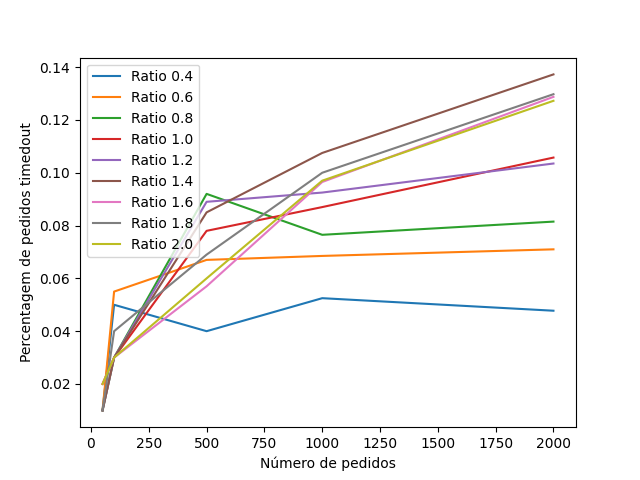 0.14
0.12
0.10
0.08
0.06
0.04
0.02
Percentagem de pedidos timedout
Ratio 0.4
Ratio 0.6
Ratio 0.8
Ratio 1.0
Ratio 1.2
Ratio 1.4
Ratio 1.6
Ratio 1.8
Ratio 2.0
0 250 500 750 1000 1250 1500 1750 2000
Número de pedidos